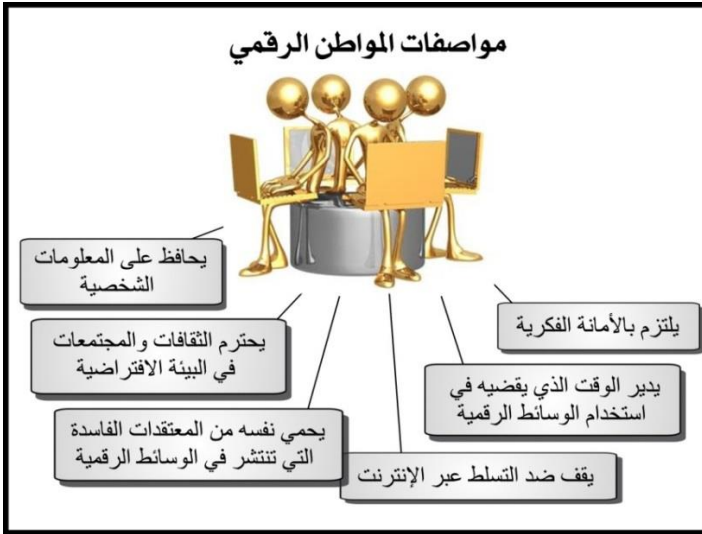 مواصفات المواطن الرقمي
يلتزم بالأمانة الفكرية
يدير الوقت الذي يقضيه في
استخدام الوسائط الرقمية
يقف ضد التسلط عبر الإنترنت
يحمي نفسه من المعتقدات الفاسدة
التي تنتشر في الوسائط الرقمية
يحترم الثقافات والمجتمعات
في البيئة الافتراضية
يحافظ على المعلومات
الشخصية